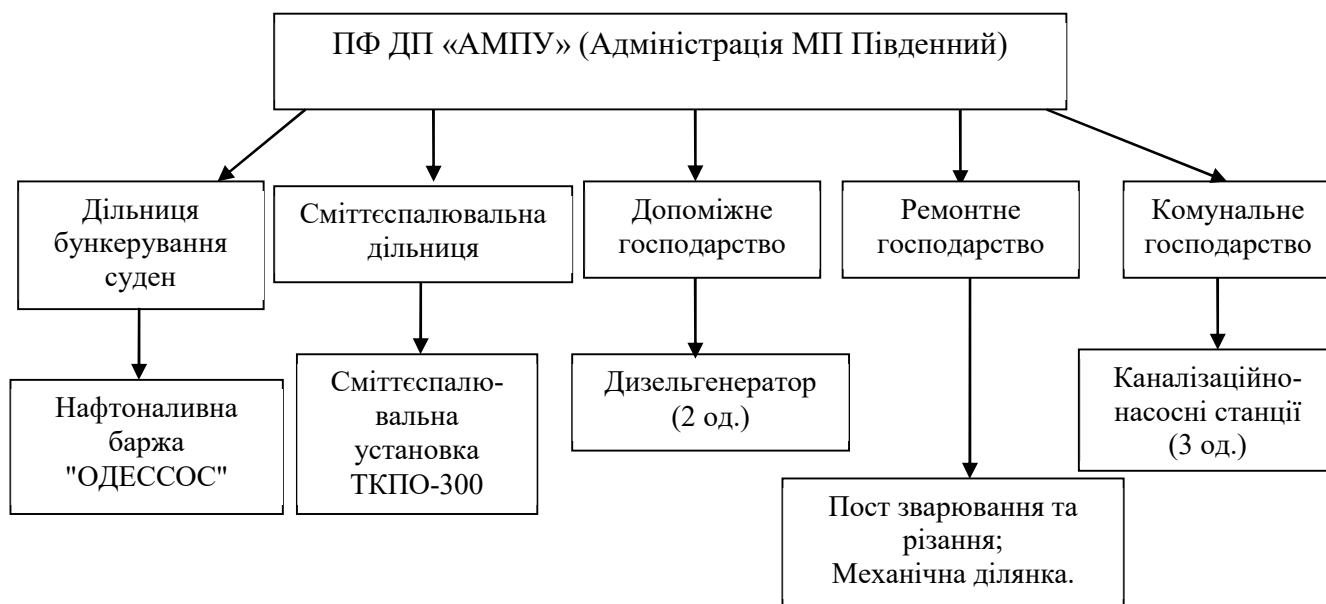 ПФ ДП «АМПУ» (Адміністрація МП Південний)
Дільниця
бункерування
суден
Сміттєспалювальна
дільниця
Допоміжне
господарство
Ремонтне
господарство
Комунальне
господарство
Нафтоналивна
баржа
"ОДЕССОС"
Сміттєспалю-
вальна
установка
ТКПО-300
Дизельгенератор
(2 од.)
Пост зварювання та
різання;
Механічна ділянка.
Каналізаційно-
насосні станції
(3 од.)